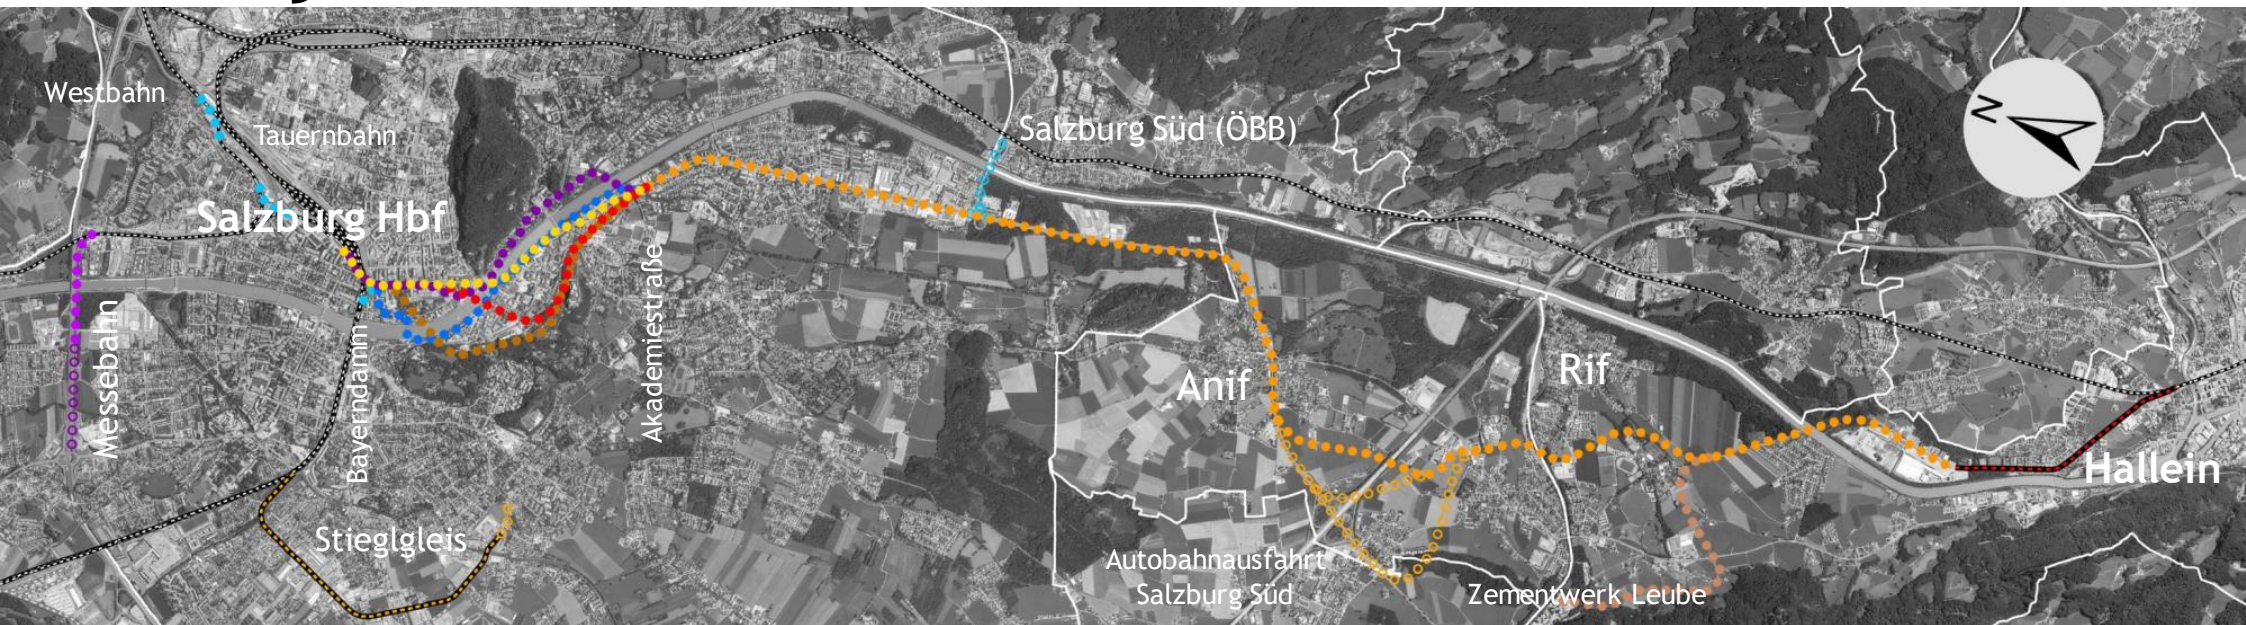 Westbahn
Tauernbahn
Salzburg Hbf
Salzburg Süd (ÖBB)
N
Messebahn
Bayerndamm
Akademiestraße
Stieglgleis
Anif
Rif
Hallein
Autobahnausfahrt
Salzburg Süd
Zementwerk Leube